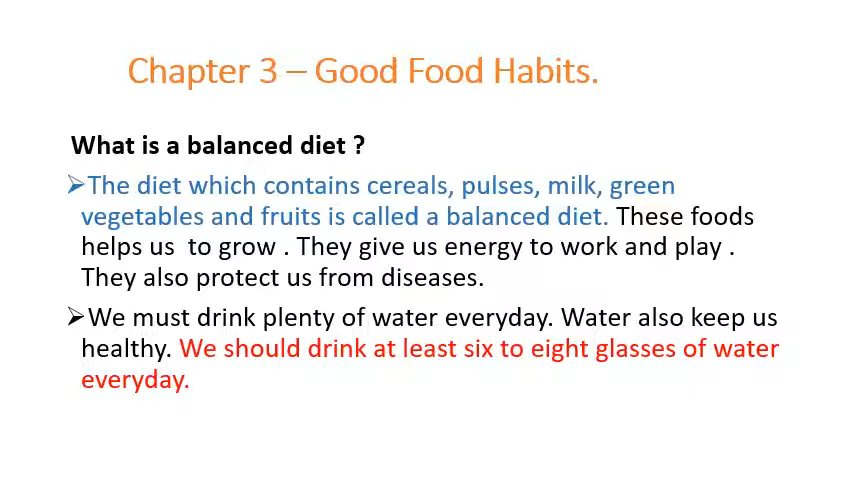 Chapter 3 – Good Food Habits.
What is a balanced diet ?
➢The diet which contains cereals, pulses, milk, green
vegetables and fruits is called a balanced diet. These foods
helps us  to grow . They give us energy to work and play .
They also protect us from diseases.
➢We must drink plenty of water everyday. Water also keep us
healthy. We should drink at least six to eight glasses of water
everyday.